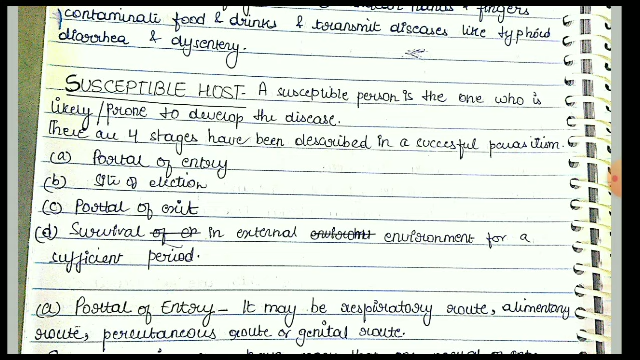 contaminate food & drinks & transmit diseases like typhoid
diarrhea & dysentery.
SUSCEPTIBLE HOST- A susceptible person is the one who is
likely/prone to develop the disease.
There are 4 stages have been described in a succesful parasitism.
(a) Portal of entry
(b) Site of election
(c) Portal of exit
(d) Survival of ex in external environt environment for a
sufficient period.
(a) Portal of Entry- It may be respiratory route, alimentary
route, percutaneous route or genital route.